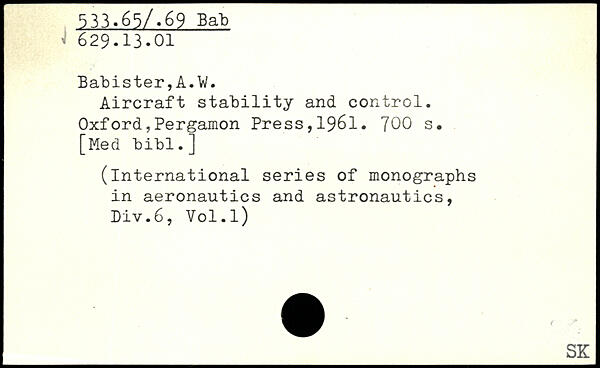 533.65/.69 Bab
629.13.01
Babister,A.W.
Aircraft stability and control.
Oxford,Pergamon Press,1961. 700 s.
[Med bibl.]
(International series of monographs
in aeronautics and astronautics,
Div.6, Vol.1)
SK